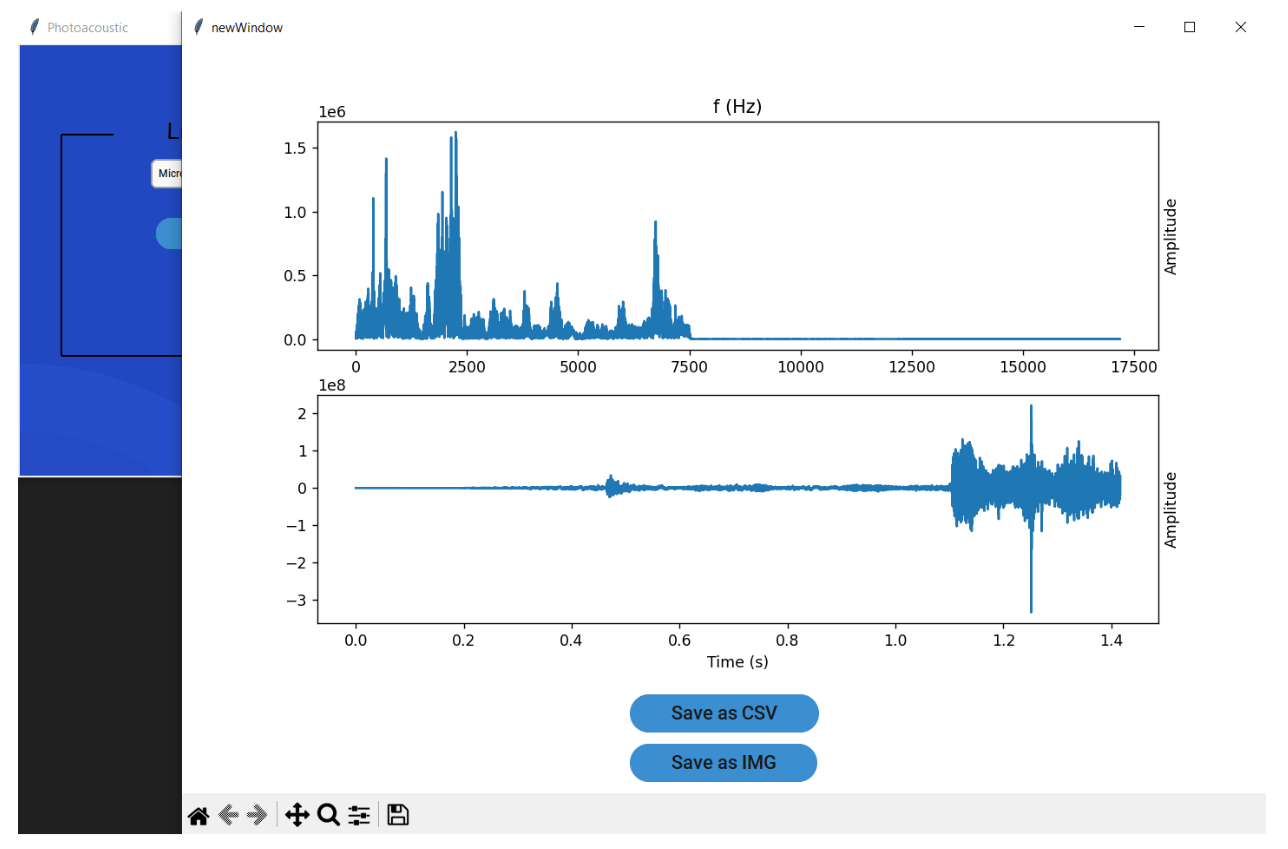 Photoacoustic
newWindow
L
Micro
f (Hz)
1e6
1.5
1.0
0.5
0.0
Amplitude
0 2500 5000 7500 10000 12500 15000 17500
1e8
2
1
0
−1
−2
−3
Amplitude
0.0 0.2 0.4 0.6 0.8 1.0 1.2 1.4
Time (s)
Save as CSV
Save as IMG